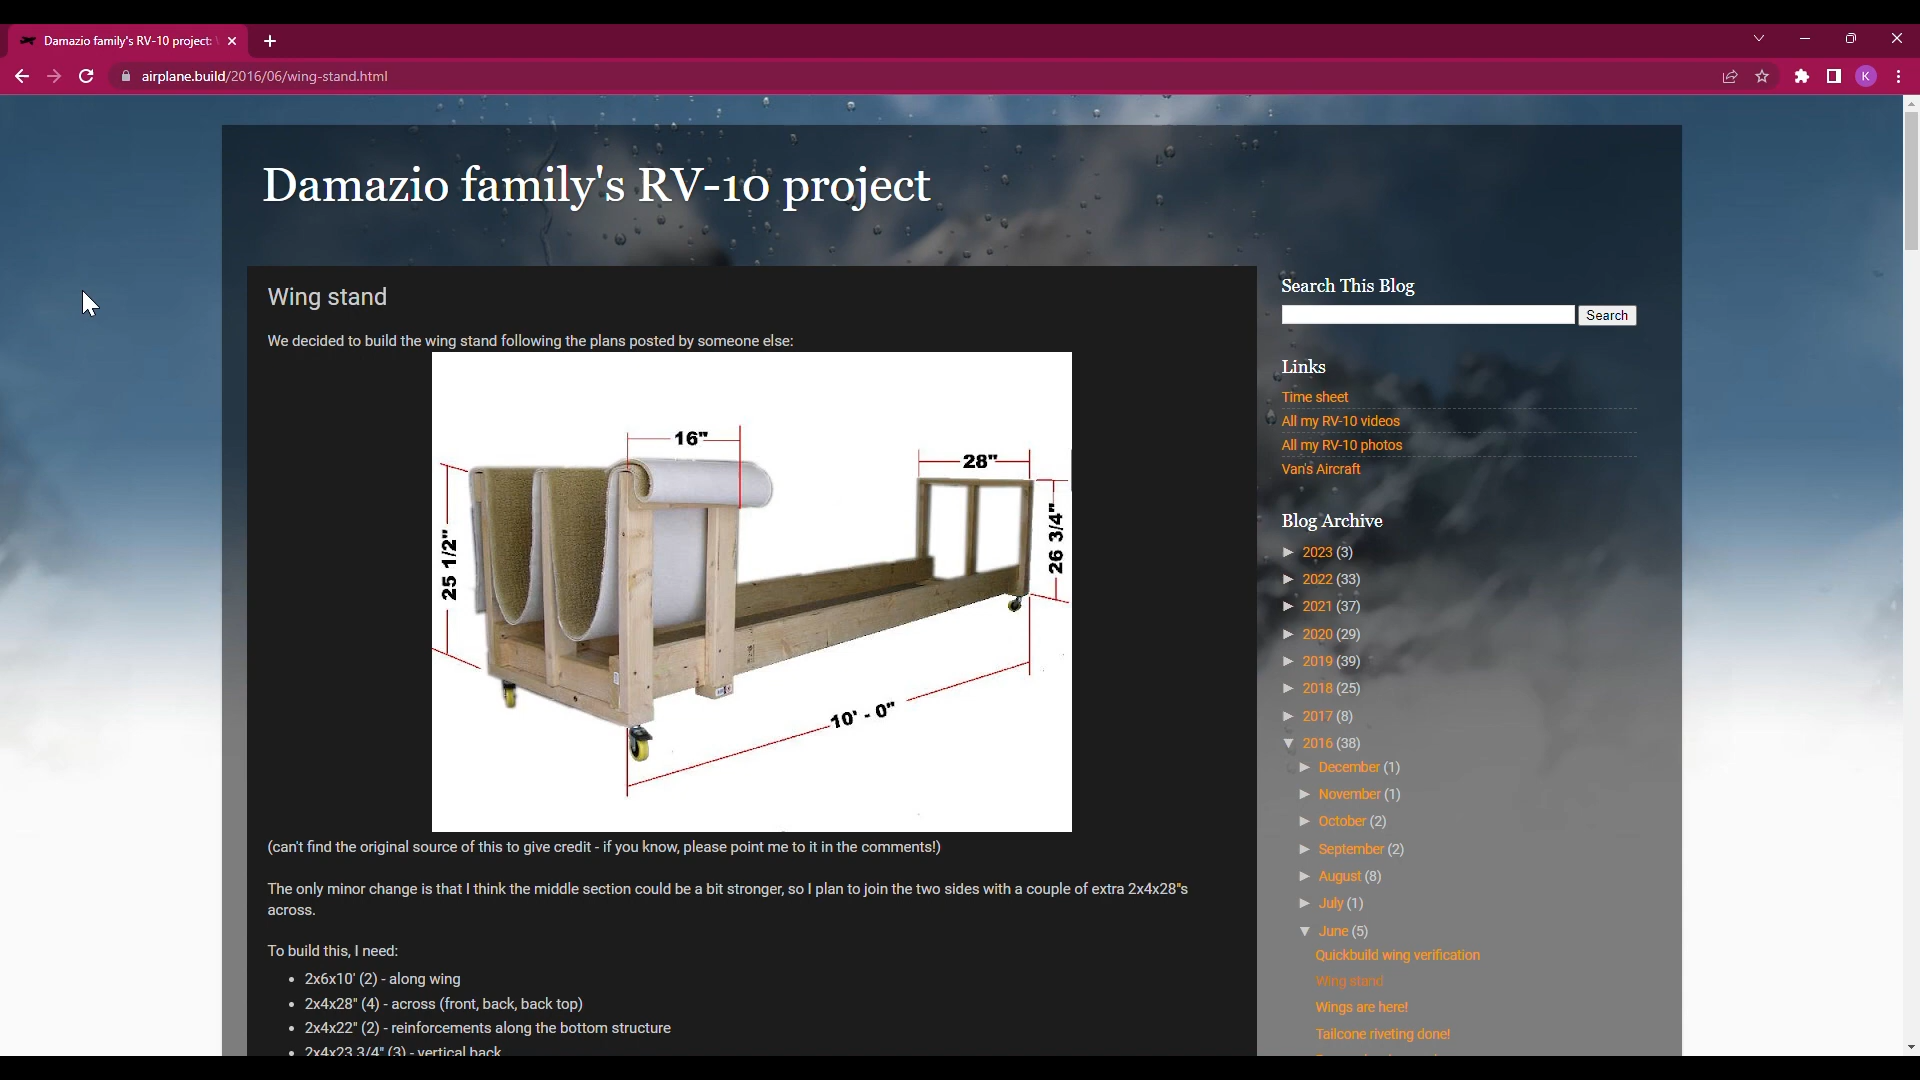 Damazio family's RV-10 project:
airplane.build/2016/06/wing-stand.html
K
Damazio family's RV-10 project
Wing stand
We decided to build the wing stand following the plans posted by someone else:
16"
28"
25 1/2"
26 3/4"
10' - 0"
(can't find the original source of this to give credit - if you know, please point me to it in the comments!)
The only minor change is that I think the middle section could be a bit stronger, so I plan to join the two sides with a couple of extra 2x4x28"s
across.
To build this, I need:
• 2x6x10' (2) - along wing
• 2x4x28" (4) - across (front, back, back top)
• 2x4x22" (2) - reinforcements along the bottom structure
• 2x4x23 3/4" (3) - vertical back
Search This Blog
Search
Links
Time sheet
All my RV-10 videos
All my RV-10 photos
Van's Aircraft
Blog Archive
► 2023 (3)
► 2022 (33)
► 2021 (37)
► 2020 (29)
► 2019 (39)
► 2018 (25)
► 2017 (8)
▼ 2016 (38)
► December (1)
► November (1)
► October (2)
► September (2)
► August (8)
► July (1)
▼ June (5)
Quickbuild wing verification
Wing stand
Wings are here!
Tailcone riveting done!